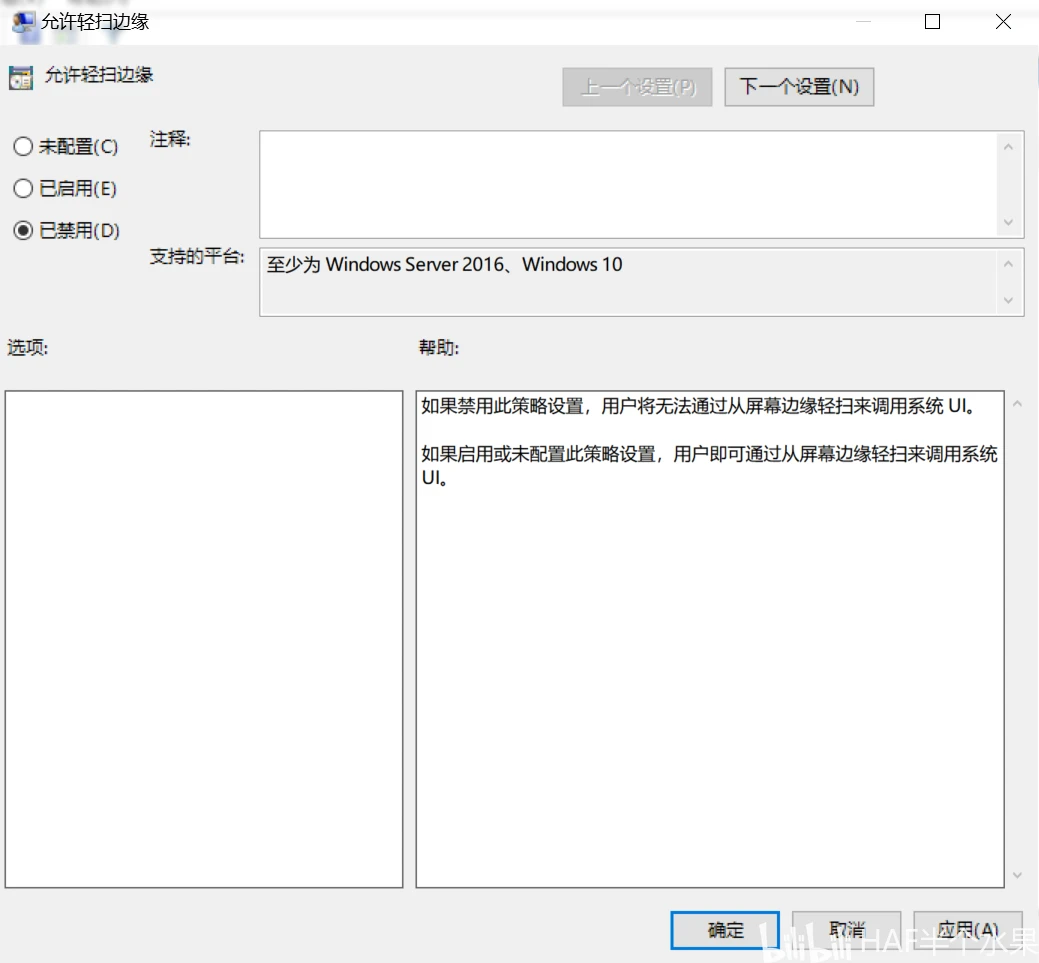 允许轻扫边缘
允许轻扫边缘
上一个设置(P)
下一个设置(N)
未配置(C)
注释:
已启用(E)
已禁用(D)
支持的平台:
至少为 Windows Server 2016、Windows 10
选项:
帮助:
如果禁用此策略设置，用户将无法通过从屏幕边缘轻扫来调用系统 UI。
如果启用或未配置此策略设置，用户即可通过从屏幕边缘轻扫来调用系统
UI。
确定
取消
应用(A)
bilibili HAF半个水果